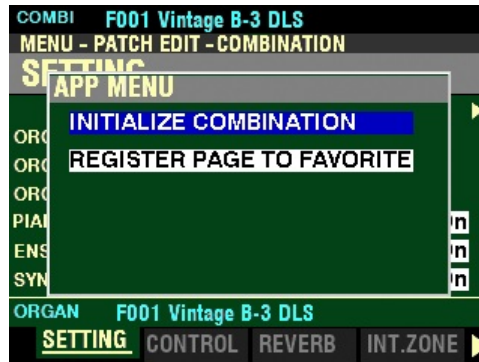 COMBI F001 Vintage B-3 DLS
MENU - PATCH EDIT - COMBINATION
SETTING
APP MENU
INITIALIZE COMBINATION
REGISTER PAGE TO FAVORITE
ORGAN F001 Vintage B-3 DLS
SETTING CONTROL REVERB INT.ZONE